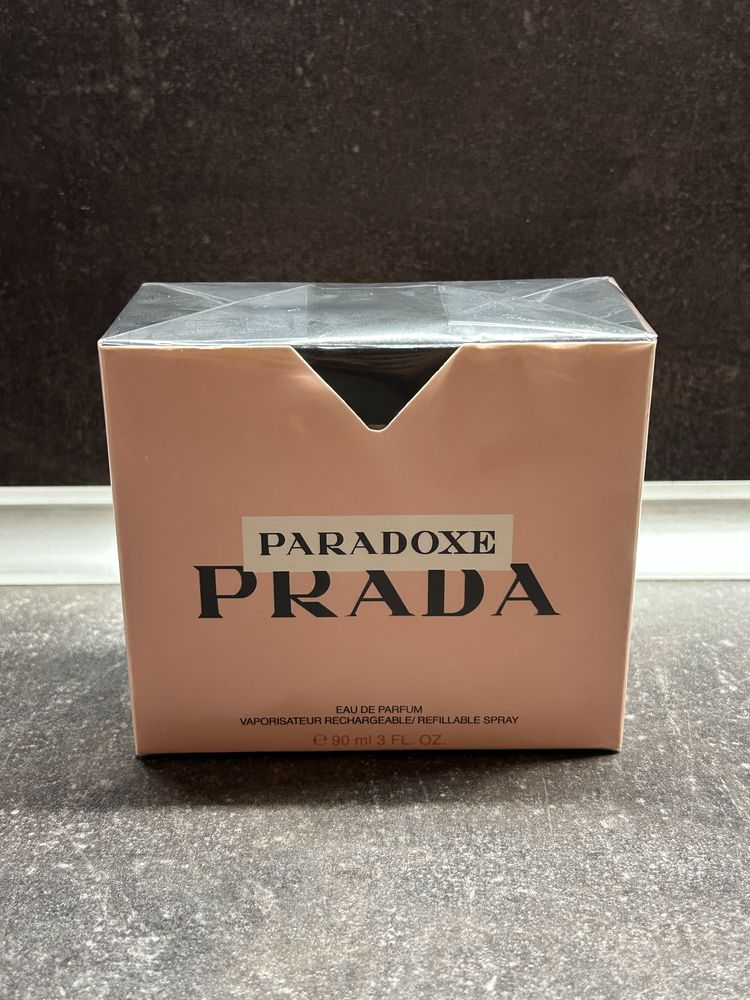 PARADOXE
PRADA
EAU DE PARFUM
VAPORISATEUR RECHARGEABLE/ REFILLABLE SPRAY
℮ 90 ml 3 FL. OZ.